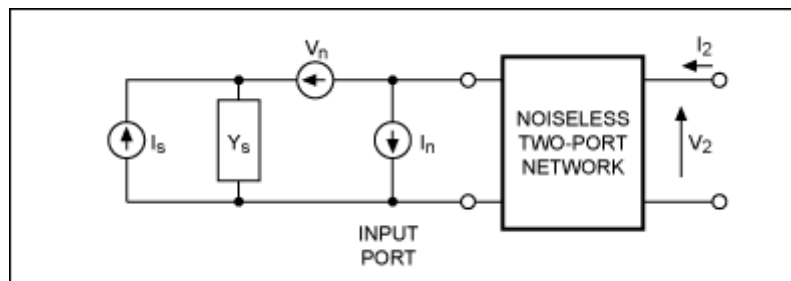 Vn
I2
Is
Ys
In
NOISELESS
TWO-PORT
NETWORK
V2
INPUT
PORT